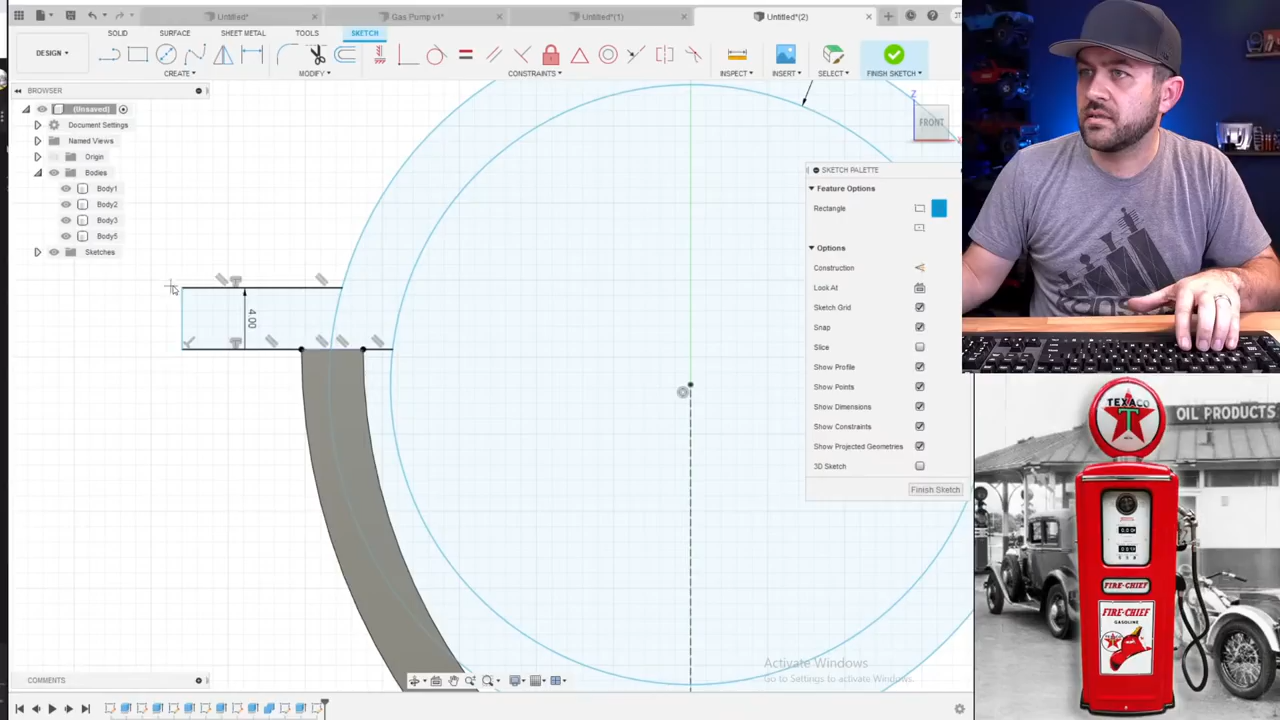 Untitled*
Gas Pump v1*
Untitled*(1)
Untitled*(2)
DESIGN
SOLID
SURFACE
SHEET METAL
TOOLS
SKETCH
CREATE
MODIFY
CONSTRAINTS
INSPECT
INSERT
SELECT
FINISH SKETCH
BROWSER
(Unsaved)
Document Settings
Named Views
Origin
Bodies
Body1
Body2
Body3
Body5
Sketches
4.00
Z
FRONT
SKETCH PALETTE
Feature Options
Rectangle
Options
Construction
Look At
Sketch Grid
Snap
Slice
Show Profile
Show Points
Show Dimensions
Show Constraints
Show Projected Geometries
3D Sketch
Finish Sketch
Activate Windows
Go to Settings to activate Windows.
COMMENTS
TEXACO
T
OIL PRODUCTS
FIRE-CHIEF
FIRE-CHIEF
GASOLINE